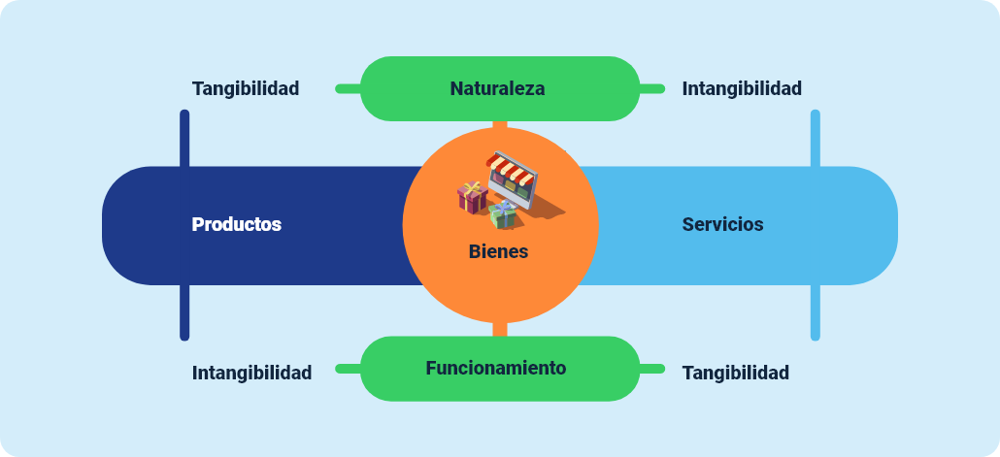 Tangibilidad
Naturaleza
Intangibilidad
Productos
Servicios
Bienes
Intangibilidad
Funcionamiento
Tangibilidad